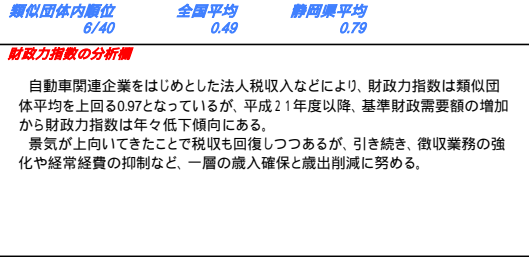 類似団体内順位 全国平均 静岡県平均
6/40 0.49 0.79
財政力指数の分析欄
自動車関連企業をはじめとした法人税収入などにより、財政力指数は類似団
体平均を上回る0.97となっているが、平成21年度以降、基準財政需要額の増加
から財政力指数は年々低下傾向にある。
景気が上向いてきたことで税収も回復しつつあるが、引き続き、徴収業務の強
化や経常経費の抑制など、一層の歳入確保と歳出削減に努める。